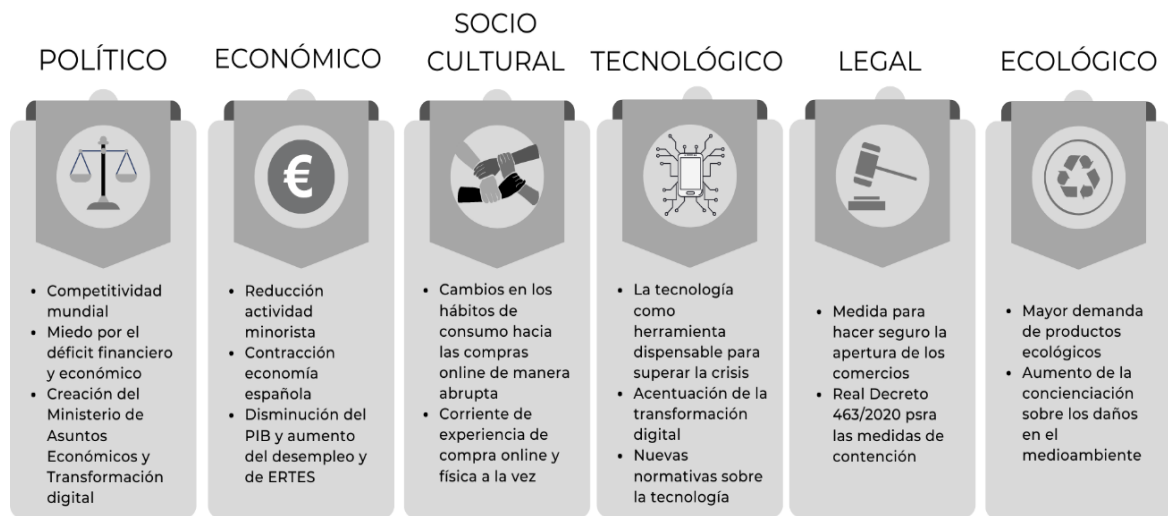 POLÍTICO
• Competitividad
mundial
• Miedo por el
déficit financiero
y económico
• Creación del
Ministerio de
Asuntos
Económicos y
Transformación
digital
ECONÓMICO
€
• Reducción
actividad
minorista
• Contracción
economía
española
• Disminución del
PIB y aumento
del desempleo y
de ERTES
SOCIO
CULTURAL
• Cambios en los
hábitos de
consumo hacia
las compras
online de manera
abrupta
• Corriente de
experiencia de
compra online y
física a la vez
TECNOLÓGICO
• La tecnología
como
herramienta
dispensable para
superar la crisis
• Acentuación de la
transformación
digital
• Nuevas
normativas sobre
la tecnología
LEGAL
• Medida para
hacer seguro la
apertura de los
comercios
• Real Decreto
463/2020 psra
las medidas de
contención
ECOLÓGICO
• Mayor demanda
de productos
ecológicos
• Aumento de la
concienciación
sobre los daños
en el
medioambiente